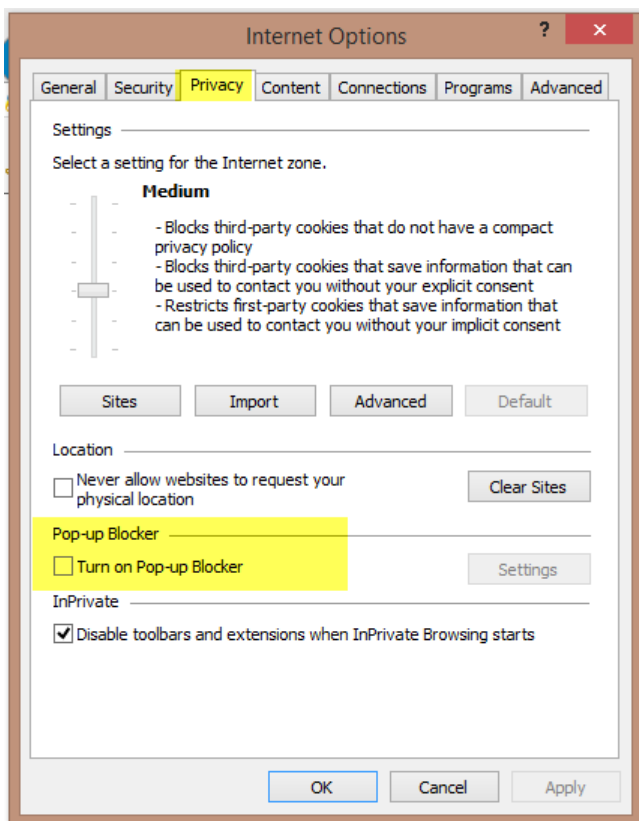 Internet Options
?
×
General Security Privacy Content Connections Programs Advanced
Settings
Select a setting for the Internet zone.
Medium
- Blocks third-party cookies that do not have a compact
privacy policy
- Blocks third-party cookies that save information that can
be used to contact you without your explicit consent
- Restricts first-party cookies that save information that
can be used to contact you without your implicit consent
Sites Import Advanced Default
Location
Never allow websites to request your
physical location
Clear Sites
Pop-up Blocker
Turn on Pop-up Blocker
Settings
InPrivate
Disable toolbars and extensions when InPrivate Browsing starts
OK Cancel Apply